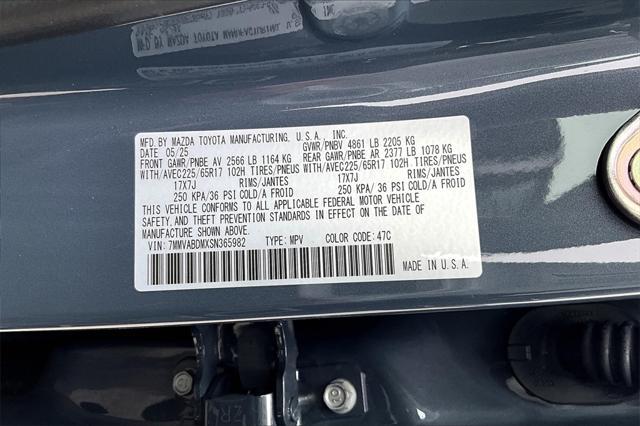 MFD. BY MAZDA TOYOTA MANUFACTURING, U.S.A., INC.
DATE 05/25 GVWR/PNBV 4861 LB 2205 KG
FRONT GAWR/PNBE AV 2566 LB 1164 KG REAR GAWR/PNBE AR 2377 LB 1078 KG
WITH/AVEC225/65R17 102H TIRES/PNEUS WITH/AVEC225/65R17 102H TIRES/PNEUS
17X7J RIMS/JANTES 17X7J RIMS/JANTES
250 KPA/36 PSI COLD/A FROID 250 KPA/36 PSI COLD/A FROID
THIS VEHICLE CONFORMS TO ALL APPLICABLE FEDERAL MOTOR VEHICLE
SAFETY, AND THEFT PREVENTION STANDARDS IN EFFECT ON THE DATE OF
MANUFACTURE SHOWN ABOVE.
VIN: 7MMVABDMXSN365982 TYPE: MPV COLOR CODE: 47C
MADE IN U.S.A.